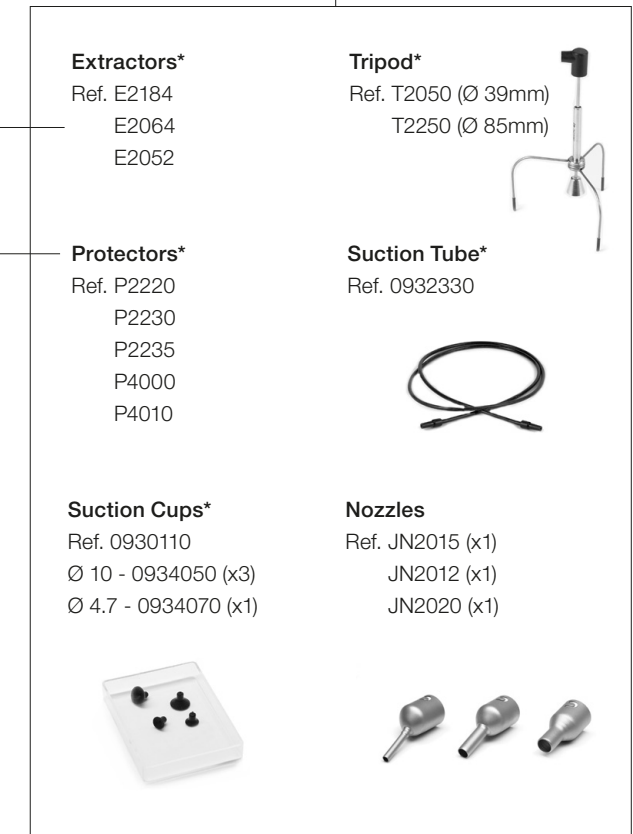 Extractors*
Ref. E2184
E2064
E2052
Tripod*
Ref. T2050 (Ø 39mm)
T2250 (Ø 85mm)
Protectors*
Ref. P2220
P2230
P2235
P4000
P4010
Suction Tube*
Ref. 0932330
Suction Cups*
Ref. 0930110
Ø 10 - 0934050 (x3)
Ø 4.7 - 0934070 (x1)
Nozzles
Ref. JN2015 (x1)
JN2012 (x1)
JN2020 (x1)